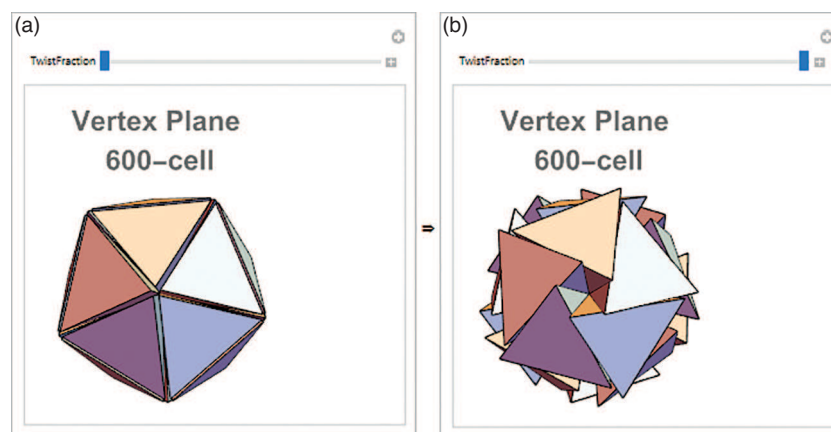 (a)
TwistFraction
Vertex Plane
600-cell
⇒
(b)
TwistFraction
Vertex Plane
600-cell